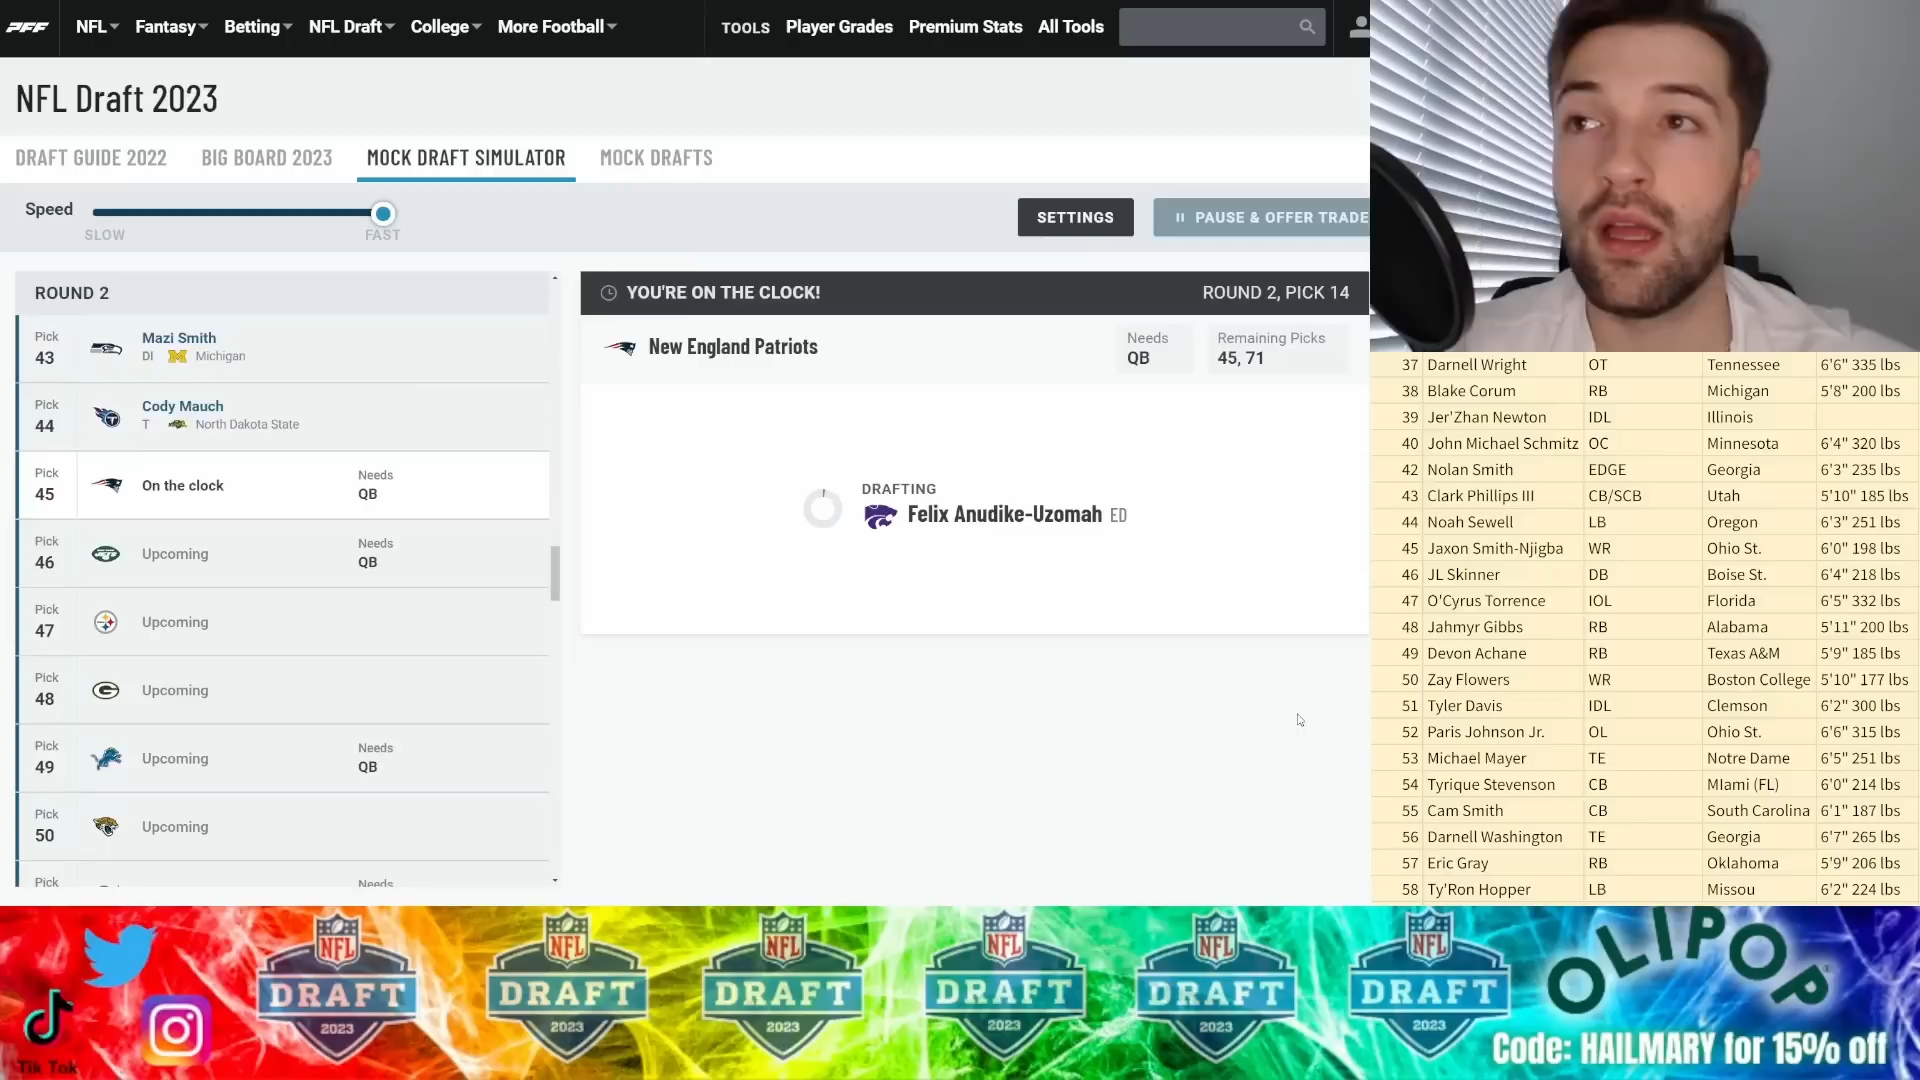 PFF NFL Fantasy Betting NFL Draft College More Football TOOLS Player Grades Premium Stats All Tools
NFL Draft 2023
DRAFT GUIDE 2022 BIG BOARD 2023 MOCK DRAFT SIMULATOR MOCK DRAFTS
Speed
SLOW FAST
SETTINGS
PAUSE & OFFER TRADE
ROUND 2
Pick 43 Mazi Smith
DI Michigan
Pick 44 Cody Mauch
T North Dakota State
Pick 45 On the clock Needs QB
Pick 46 Upcoming Needs QB
Pick 47 Upcoming
Pick 48 Upcoming
Pick 49 Upcoming Needs QB
Pick 50 Upcoming
Pick Needs
YOU'RE ON THE CLOCK! ROUND 2, PICK 14
New England Patriots
Needs
QB
Remaining Picks
45, 71
DRAFTING
Felix Anudike-Uzomah ED
37 Darnell Wright OT Tennessee 6'6" 335 lbs
38 Blake Corum RB Michigan 5'8" 200 lbs
39 Jer'Zhan Newton IDL Illinois
40 John Michael Schmitz OC Minnesota 6'4" 320 lbs
42 Nolan Smith EDGE Georgia 6'3" 235 lbs
43 Clark Phillips III CB/SCB Utah 5'10" 185 lbs
44 Noah Sewell LB Oregon 6'3" 251 lbs
45 Jaxon Smith-Njigba WR Ohio St. 6'0" 198 lbs
46 JL Skinner DB Boise St. 6'4" 218 lbs
47 O'Cyrus Torrence IOL Florida 6'5" 332 lbs
48 Jahmyr Gibbs RB Alabama 5'11" 200 lbs
49 Devon Achane RB Texas A&M 5'9" 185 lbs
50 Zay Flowers WR Boston College 5'10" 177 lbs
51 Tyler Davis IDL Clemson 6'2" 300 lbs
52 Paris Johnson Jr. OL Ohio St. 6'6" 315 lbs
53 Michael Mayer TE Notre Dame 6'5" 251 lbs
54 Tyrique Stevenson CB MIami (FL) 6'0" 214 lbs
55 Cam Smith CB South Carolina 6'1" 187 lbs
56 Darnell Washington TE Georgia 6'7" 265 lbs
57 Eric Gray RB Oklahoma 5'9" 206 lbs
58 Ty'Ron Hopper LB Missou 6'2" 224 lbs
NFL DRAFT 2023
NFL DRAFT 2023
NFL DRAFT 2023
NFL DRAFT 2023
NFL DRAFT 2023
NFL DRAFT 2023
OLIPOP
Code: HAILMARY for 15% off
Tik Tok